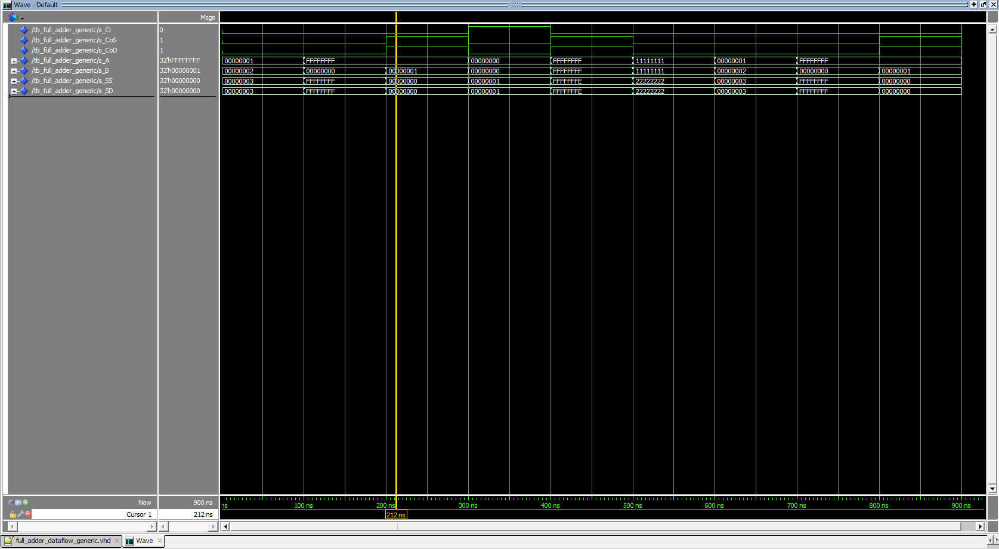 Wave - Default
Msgs
/tb_full_adder_generic/s_Ci 0
/tb_full_adder_generic/s_CoS 1
/tb_full_adder_generic/s_CoD 1
/tb_full_adder_generic/s_A 32'hFFFFFFFF 00000001 FFFFFFFF 00000000 FFFFFFFF 11111111 00000001 FFFFFFFF
/tb_full_adder_generic/s_B 32'h00000001 00000002 00000000 00000001 00000000 FFFFFFFF 11111111 00000002 00000000 00000001
/tb_full_adder_generic/s_SS 32'h00000000 00000003 FFFFFFFF 00000000 00000001 FFFFFFFE 22222222 00000003 FFFFFFFF 00000000
/tb_full_adder_generic/s_SD 32'h00000000 00000003 FFFFFFFF 00000000 00000001 FFFFFFFE 22222222 00000003 FFFFFFFF 00000000
Now 900 ns ns 100 ns 200 ns 300 ns 400 ns 500 ns 600 ns 700 ns 800 ns 900 ns
Cursor 1 212 ns 212 ns
full_adder_dataflow_generic.vhd Wave